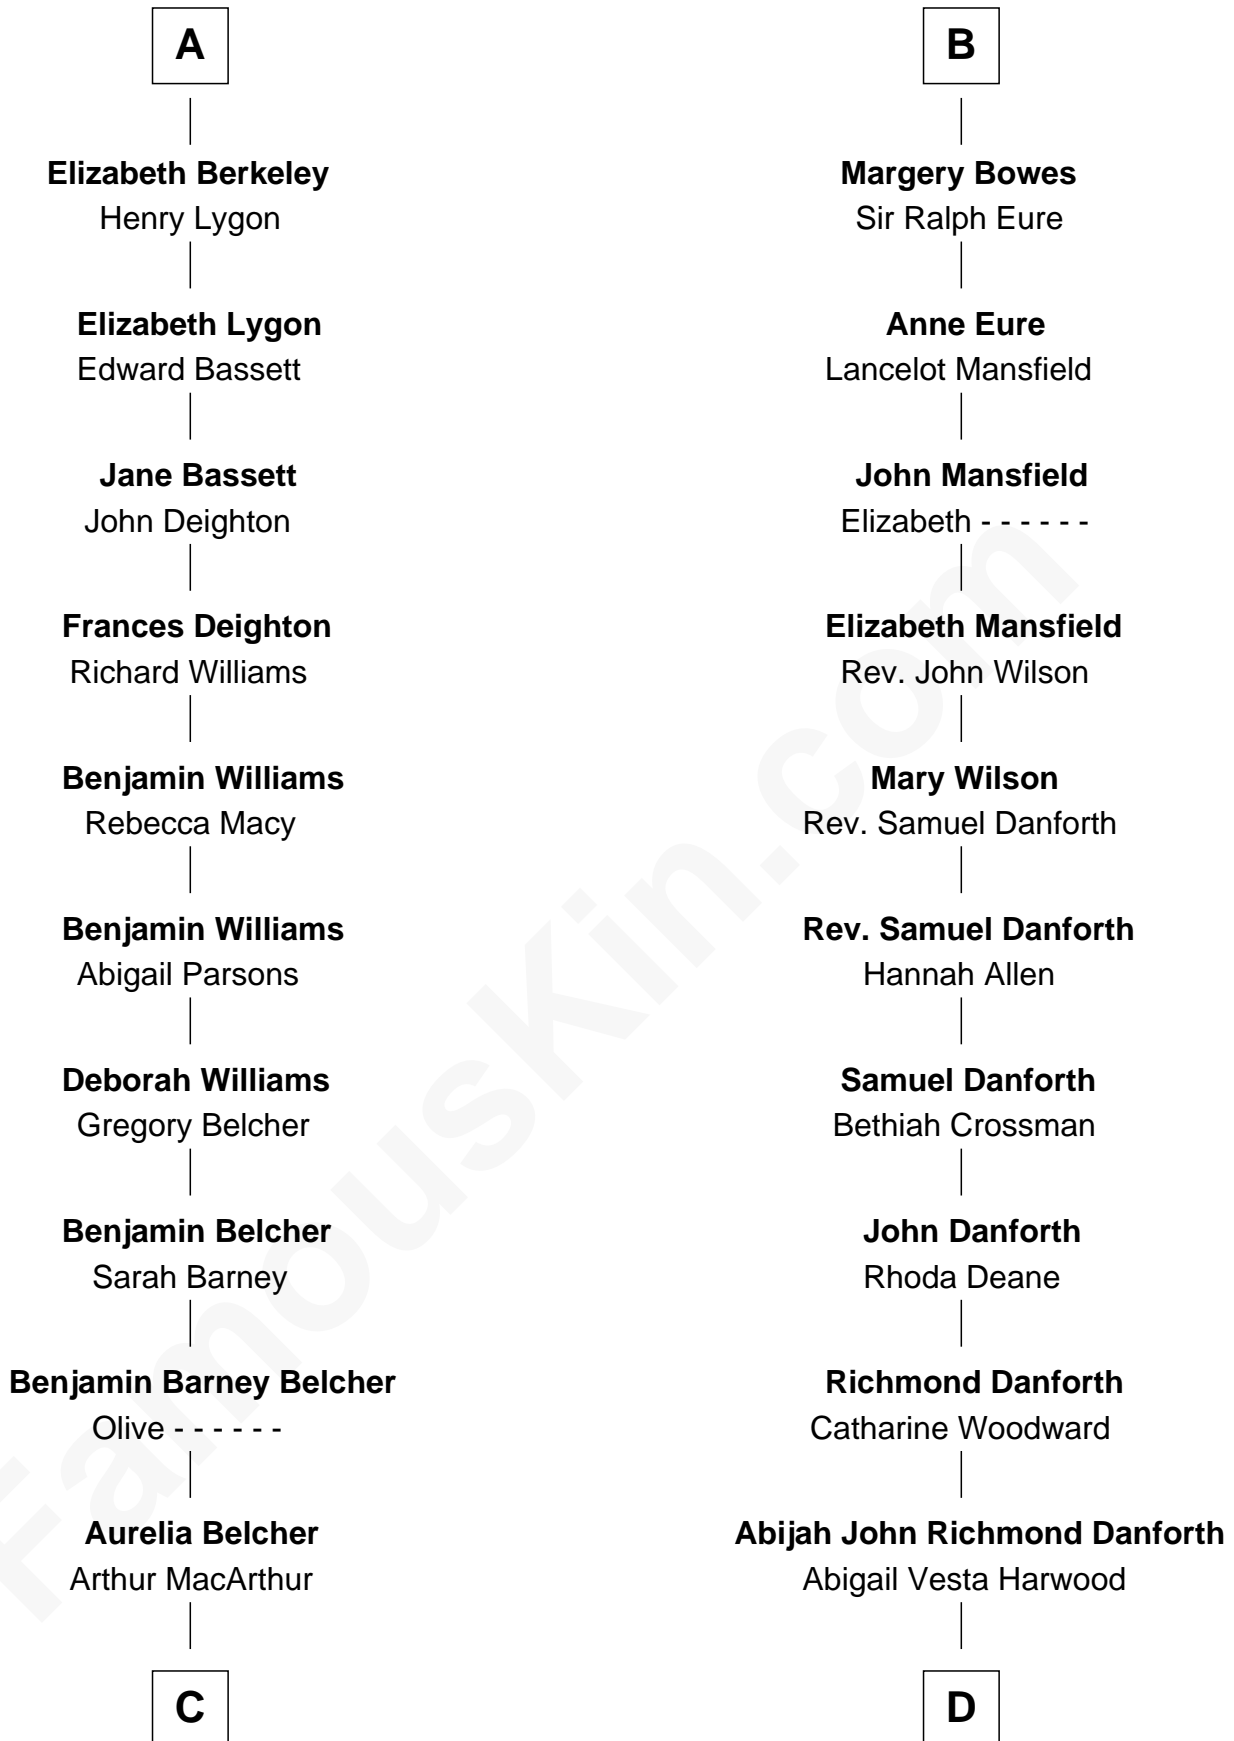 A
Elizabeth Berkeley
Henry Lygon
Elizabeth Lygon
Edward Bassett
Jane Bassett
John Deighton
Frances Deighton
Richard Williams
Benjamin Williams
Rebecca Macy
Benjamin Williams
Abigail Parsons
Deborah Williams
Gregory Belcher
Benjamin Belcher
Sarah Barney
Benjamin Barney Belcher
Olive - - - - - -
Aurelia Belcher
Arthur MacArthur
C
B
Margery Bowes
Sir Ralph Eure
Anne Eure
Lancelot Mansfield
John Mansfield
Elizabeth - - - - - -
Elizabeth Mansfield
Rev. John Wilson
Mary Wilson
Rev. Samuel Danforth
Rev. Samuel Danforth
Hannah Allen
Samuel Danforth
Bethiah Crossman
John Danforth
Rhoda Deane
Richmond Danforth
Catharine Woodward
Abijah John Richmond Danforth
Abigail Vesta Harwood
D
FamousKin.com